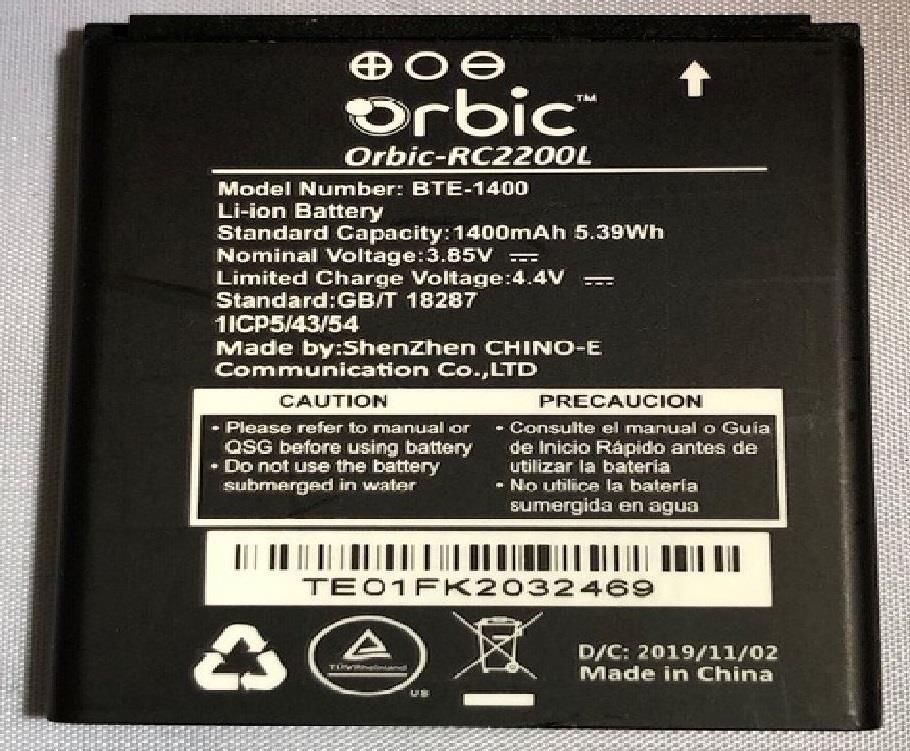 Orbic™
Orbic-RC2200L
Model Number: BTE-1400
Li-ion Battery
Standard Capacity:1400mAh 5.39Wh
Nominal Voltage:3.85V
Limited Charge Voltage:4.4V
Standard:GB/T 18287
1ICP5/43/54
Made by:ShenZhen CHINO-E
Communication Co.,LTD
CAUTION
• Please refer to manual or
QSG before using battery
• Do not use the battery
submerged in water
PRECAUCION
• Consulte el manual o Guía
de Inicio Rápido antes de
utilizar la batería
• No utilice la batería
sumergida en agua
TE01FK2032469
TÜVRheinland
US
D/C: 2019/11/02
Made in China